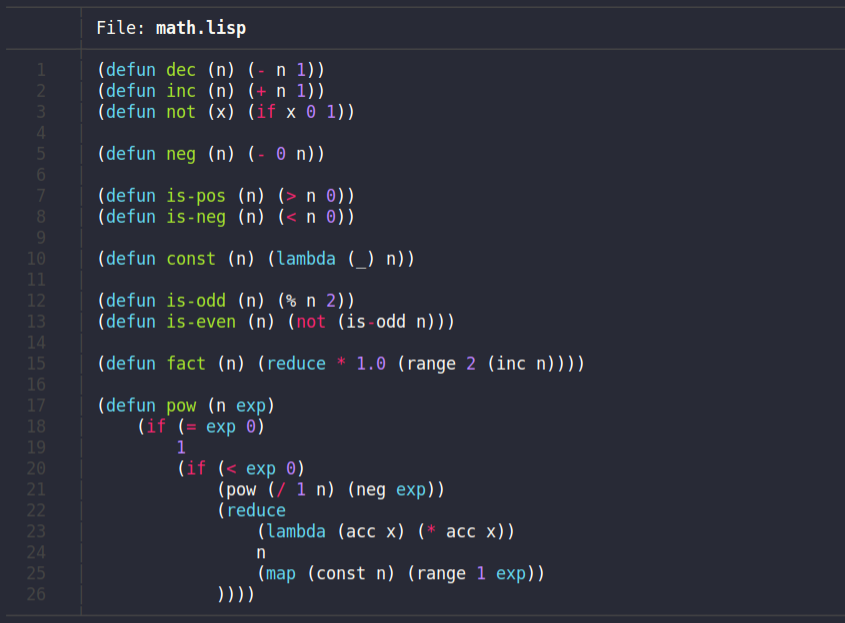 File: math.lisp
1 (defun dec (n) (- n 1))
2 (defun inc (n) (+ n 1))
3 (defun not (x) (if x 0 1))
4
5 (defun neg (n) (- 0 n))
6
7 (defun is-pos (n) (> n 0))
8 (defun is-neg (n) (< n 0))
9
10 (defun const (n) (lambda (_) n))
11
12 (defun is-odd (n) (% n 2))
13 (defun is-even (n) (not (is-odd n)))
14
15 (defun fact (n) (reduce * 1.0 (range 2 (inc n))))
16
17 (defun pow (n exp)
18     (if (= exp 0)
19         1
20         (if (< exp 0)
21             (pow (/ 1 n) (neg exp))
22             (reduce
23                 (lambda (acc x) (* acc x))
24                 n
25                 (map (const n) (range 1 exp))
26             ))))